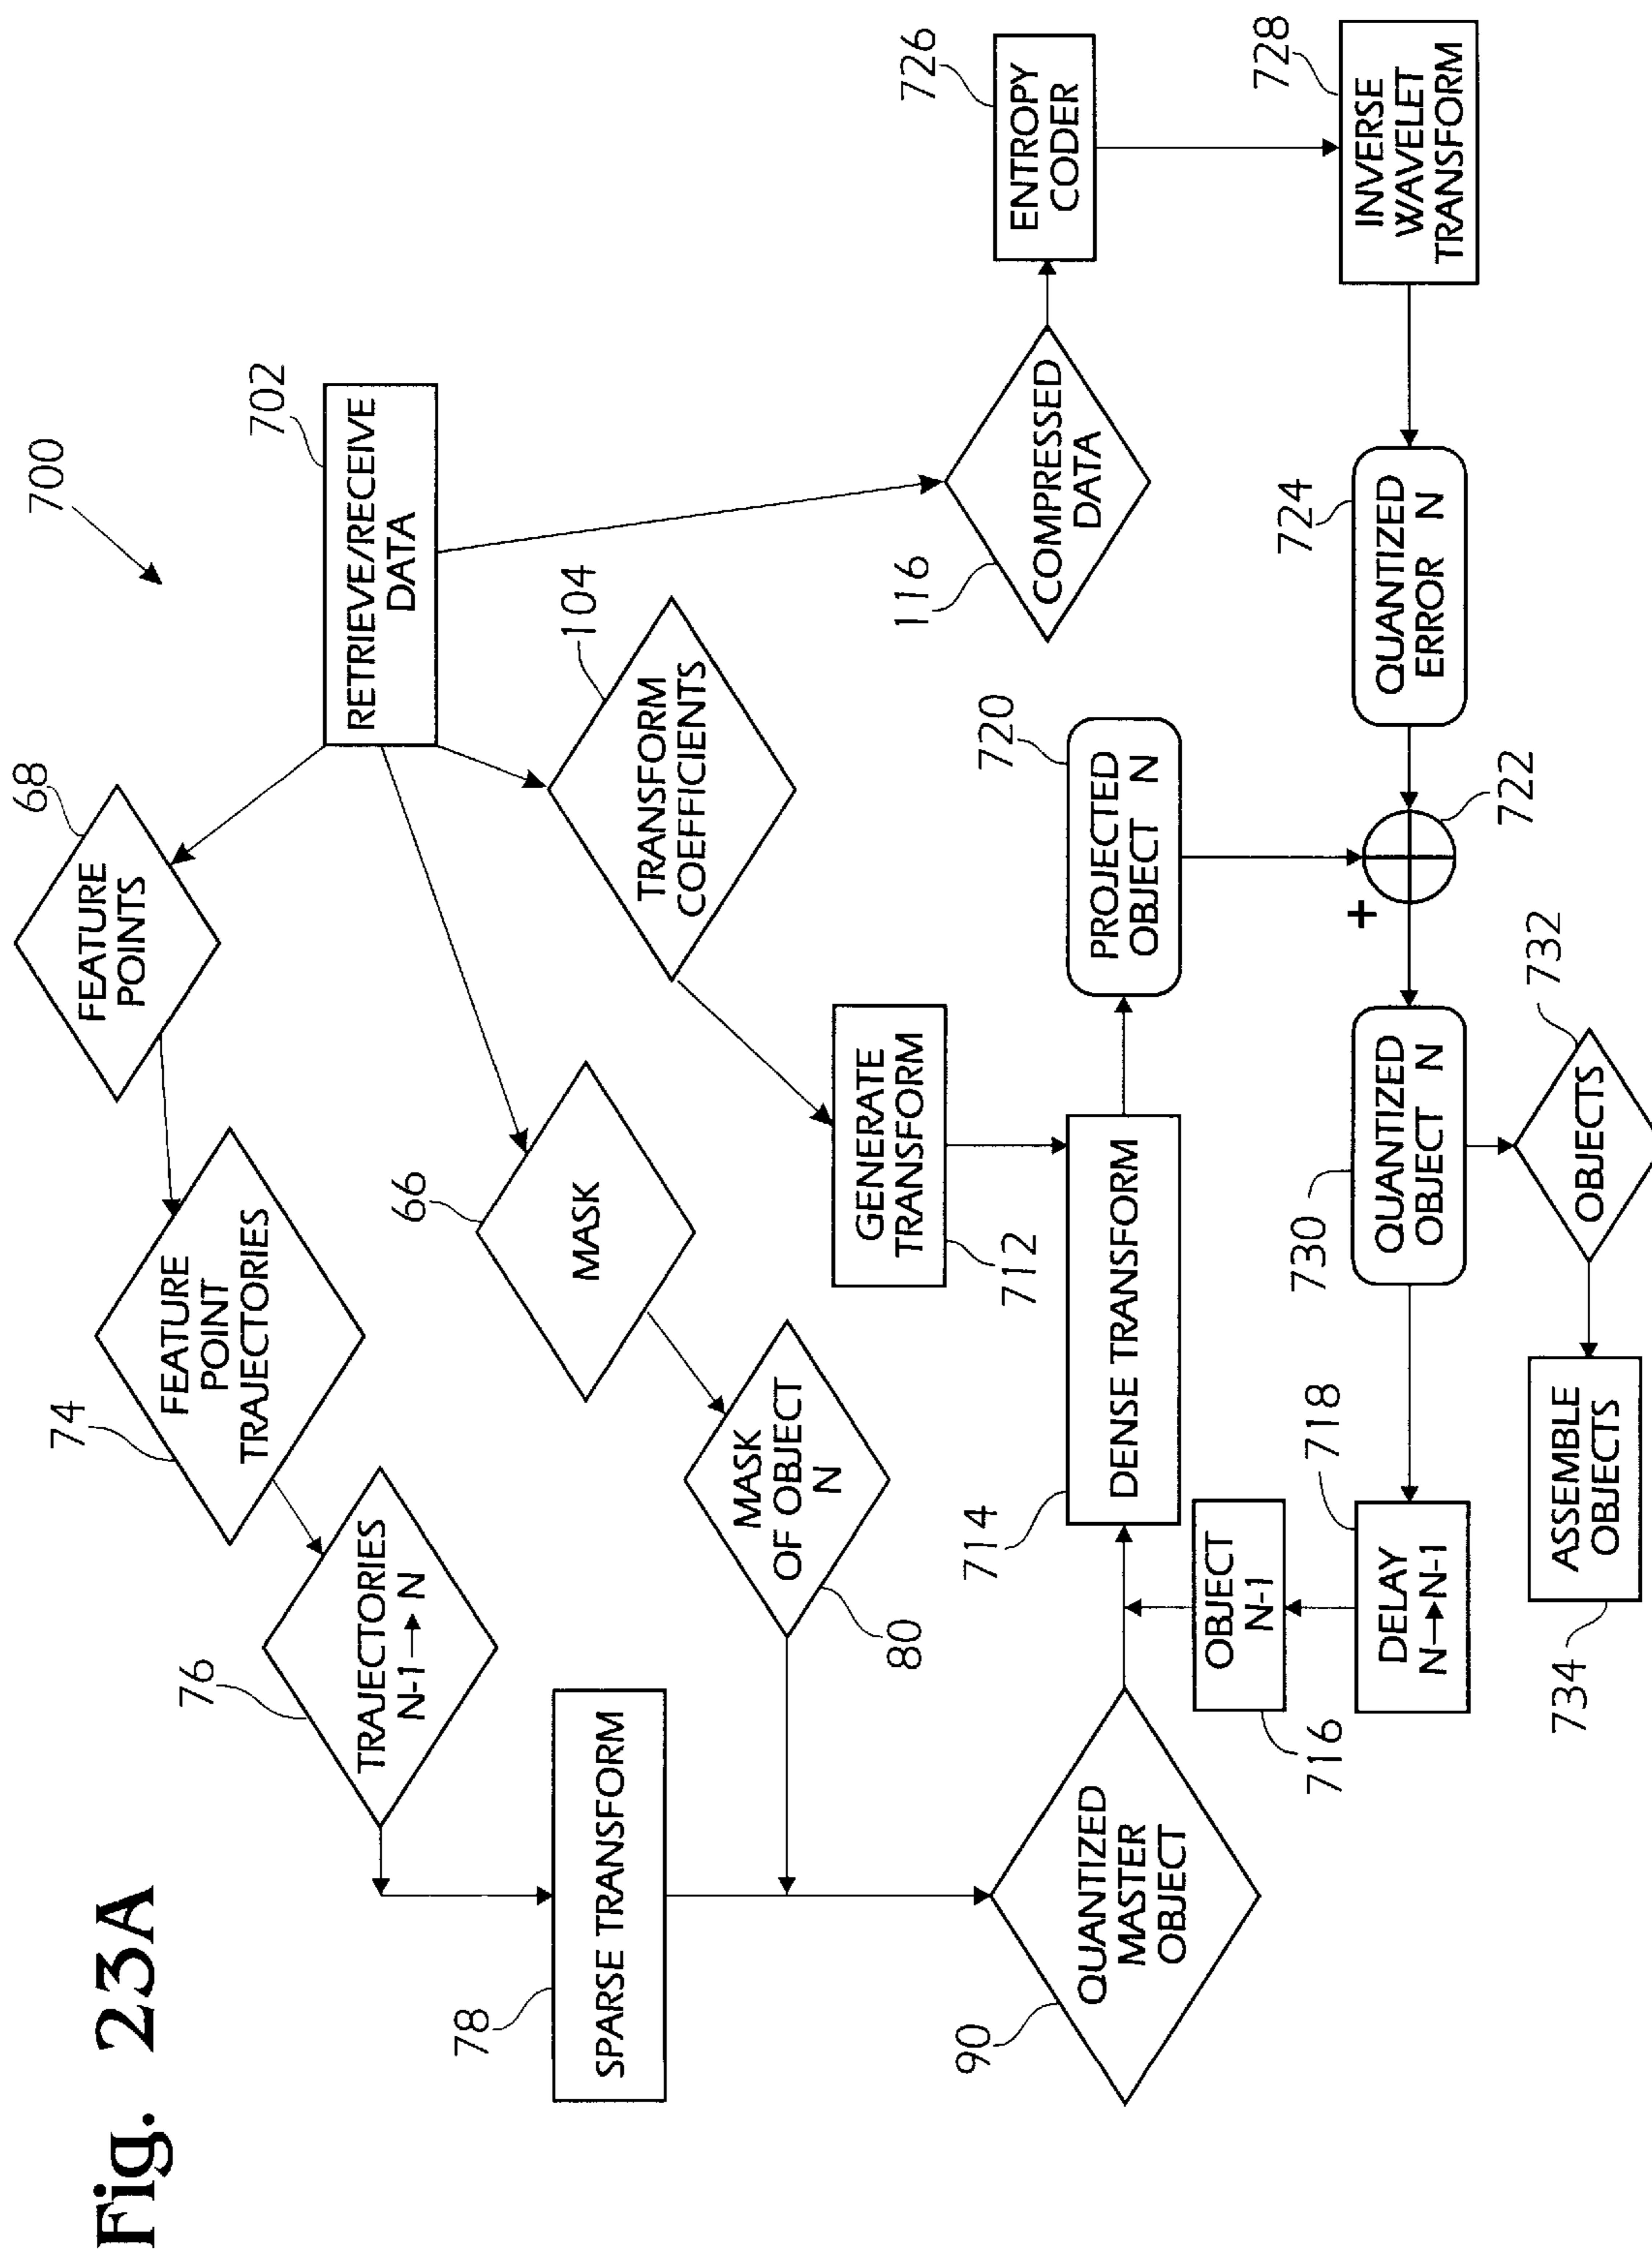 Fig. 23A
700
702
RETRIEVE/RECEIVE
DATA
68
FEATURE
POINTS
74
FEATURE
POINT
TRAJECTORIES
76
TRAJECTORIES
N-1→N
78
SPARSE TRANSFORM
66
MASK
80
MASK
OF OBJECT
N
104
TRANSFORM
COEFFICIENTS
GENERATE
TRANSFORM
712
90
QUANTIZED
MASTER
OBJECT
714
DENSE TRANSFORM
720
PROJECTED
OBJECT N
116
COMPRESSED
DATA
726
ENTROPY
CODER
728
INVERSE
WAVELET
TRANSFORM
724
QUANTIZED
ERROR N
722
+
730
QUANTIZED
OBJECT N
718
DELAY
N→N-1
716
OBJECT
N-1
732
OBJECTS
734
ASSEMBLE
OBJECTS